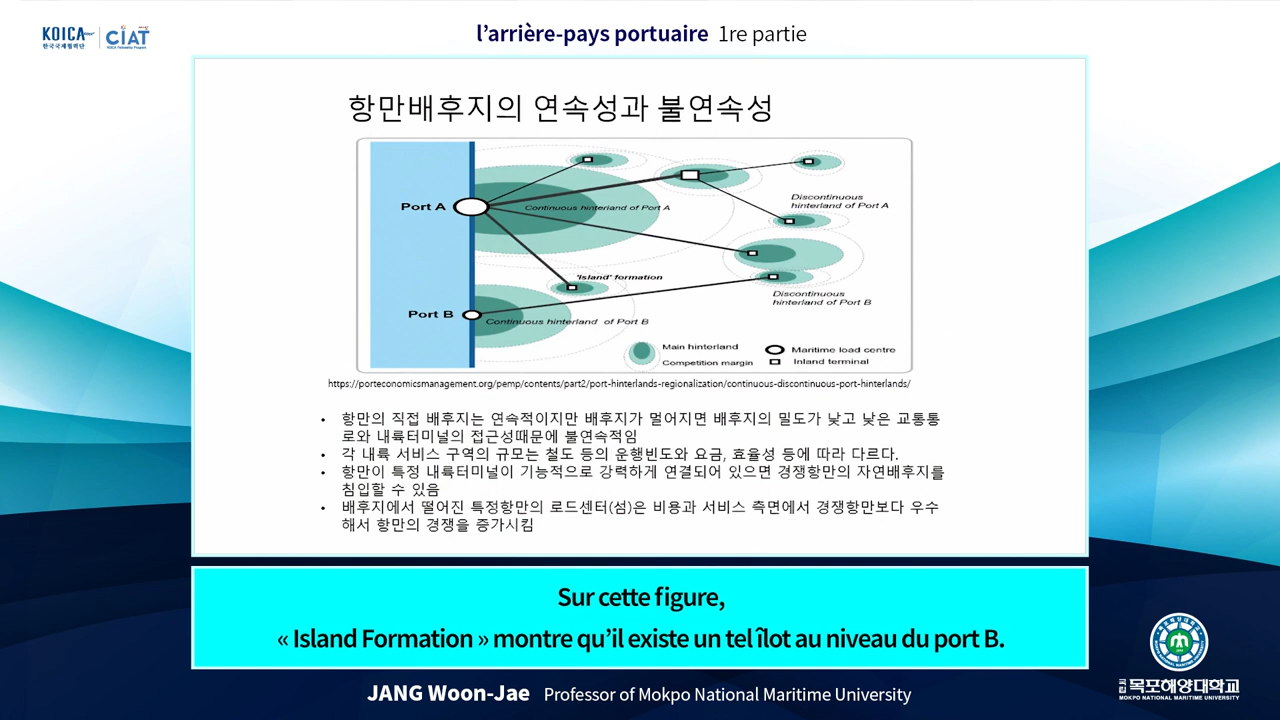 KOICA
한국국제협력단
CIAT
KOICA Fellowship Program
l’arrière-pays portuaire 1re partie
항만배후지의 연속성과 불연속성
Port A
Continuous hinterland of Port A
Discontinuous
hinterland of Port A
'Island' formation
Discontinuous
hinterland of Port B
Port B
Continuous hinterland of Port B
Main hinterland
Maritime load centre
Competition margin
Inland terminal
https://porteconomicsmanagement.org/pemp/contents/part2/port-hinterlands-regionalization/continuous-discontinuous-port-hinterlands/
• 항만의 직접 배후지는 연속적이지만 배후지가 멀어지면 배후지의 밀도가 낮고 낮은 교통통
로와 내륙터미널의 접근성때문에 불연속적임
• 각 내륙 서비스 구역의 규모는 철도 등의 운행빈도와 요금, 효율성 등에 따라 다르다.
• 항만이 특정 내륙터미널이 기능적으로 강력하게 연결되어 있으면 경쟁항만의 자연배후지를
침입할 수 있음
• 배후지에서 떨어진 특정항만의 로드센터(섬)은 비용과 서비스 측면에서 경쟁항만보다 우수
해서 항만의 경쟁을 증가시킴
Sur cette figure,
« Island Formation » montre qu’il existe un tel îlot au niveau du port B.
JANG Woon-Jae Professor of Mokpo National Maritime University
국립 목포해양대학교
MOKPO NATIONAL MARITIME UNIVERSITY